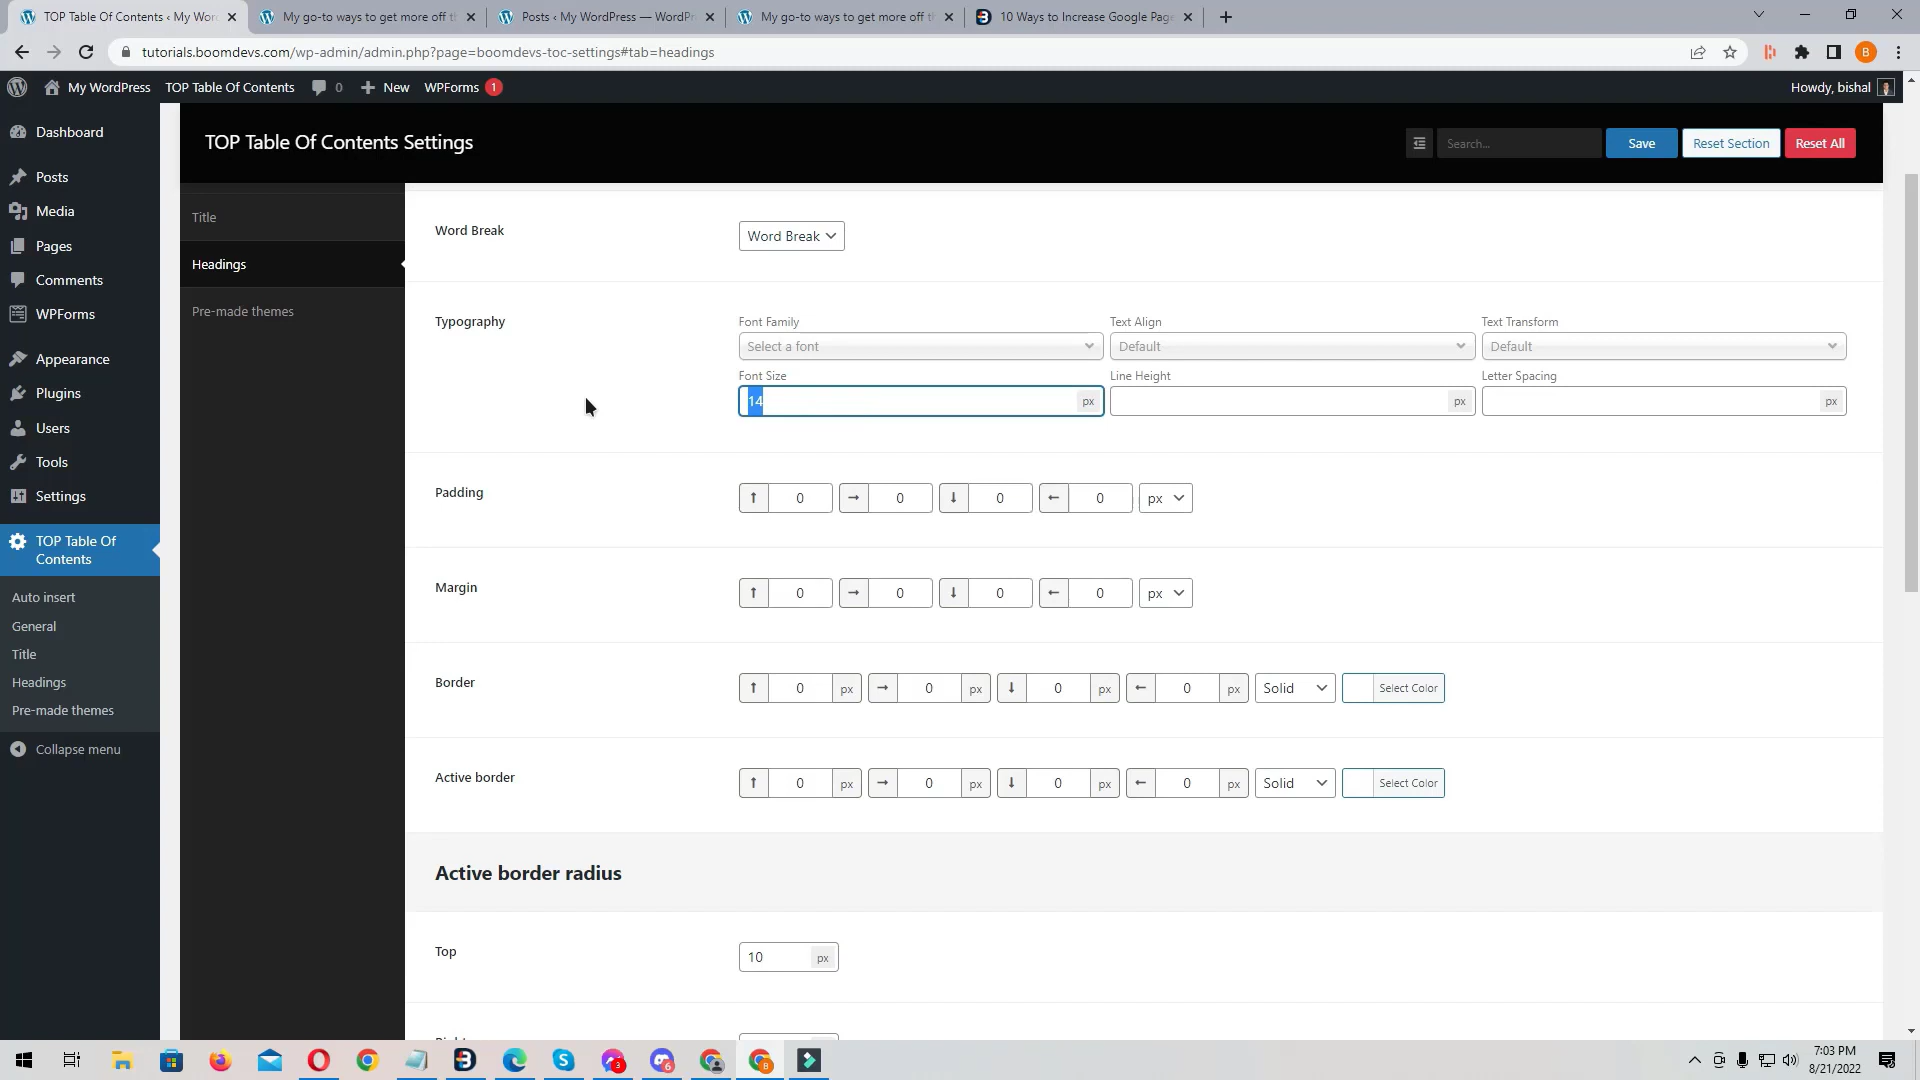 TOP Table Of Contents ‹ My Wor
My go-to ways to get more off t
Posts ‹ My WordPress — WordPr
My go-to ways to get more off t
10 Ways to Increase Google Page
tutorials.boomdevs.com/wp-admin/admin.php?page=boomdevs-toc-settings#tab=headings
B
My WordPress
TOP Table Of Contents
0
New
WPForms
1
Howdy, bishal
Dashboard
Posts
Media
Pages
Comments
WPForms
Appearance
Plugins
Users
Tools
Settings
TOP Table Of
Contents
Auto insert
General
Title
Headings
Pre-made themes
Collapse menu
TOP Table Of Contents Settings
Search...
Save
Reset Section
Reset All
Title
Headings
Pre-made themes
Word Break
Word Break
Typography
Font Family
Text Align
Text Transform
Select a font
Default
Default
Font Size
Line Height
Letter Spacing
14 px
px
px
Padding
0 0 0 0 px
Margin
0 0 0 0 px
Border
0 px 0 px 0 px 0 px Solid Select Color
Active border
0 px 0 px 0 px 0 px Solid Select Color
Active border radius
Top
10 px
7:03 PM
8/21/2022